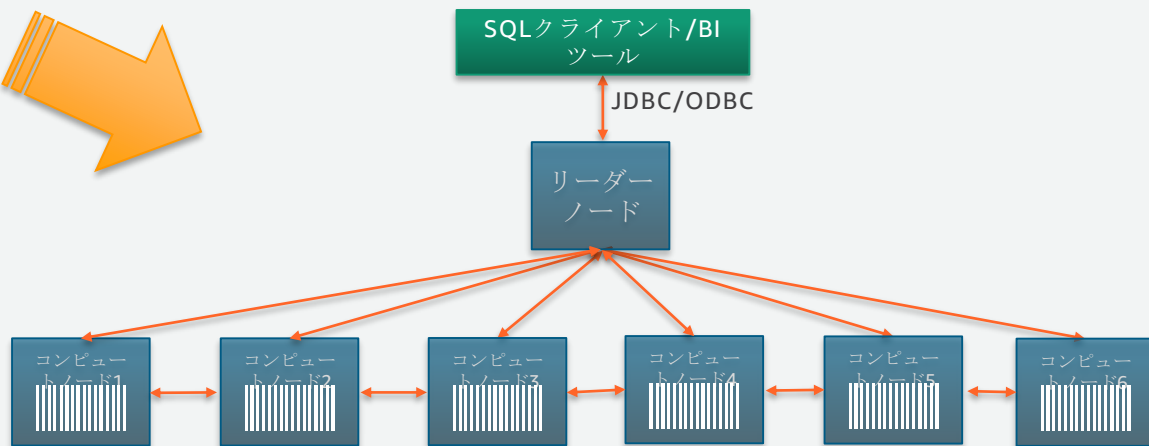 SQLクライアント/BI
ツール
JDBC/ODBC
リーダー
ノード
コンピュー
トノード1
コンピュー
トノード2
コンピュー
トノード3
コンピュー
トノード4
コンピュー
トノード5
コンピュー
トノード6